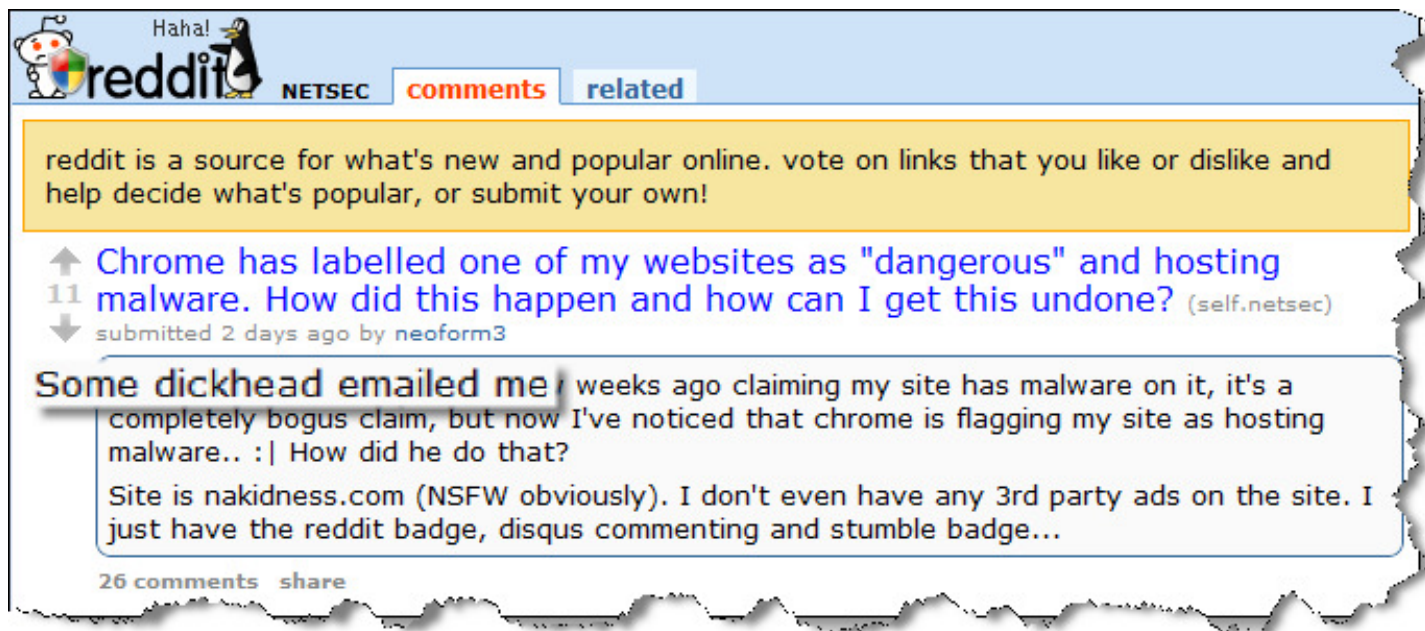 Haha!
reddit NETSEC comments related
reddit is a source for what's new and popular online. vote on links that you like or dislike and
help decide what's popular, or submit your own!
Chrome has labelled one of my websites as "dangerous" and hosting
11 malware. How did this happen and how can I get this undone? (self.netsec)
submitted 2 days ago by neoform3
Some dickhead emailed me weeks ago claiming my site has malware on it, it's a
completely bogus claim, but now I've noticed that chrome is flagging my site as hosting
malware.. :| How did he do that?
Site is nakidness.com (NSFW obviously). I don't even have any 3rd party ads on the site. I
just have the reddit badge, disqus commenting and stumble badge...
26 comments share